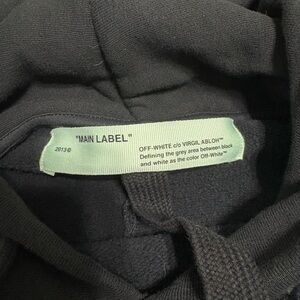 "MAIN LABEL"
2013®
OFF-WHITE c/o VIRGIL ABLOH™
Defining the grey area between black
and white as the color Off-White™